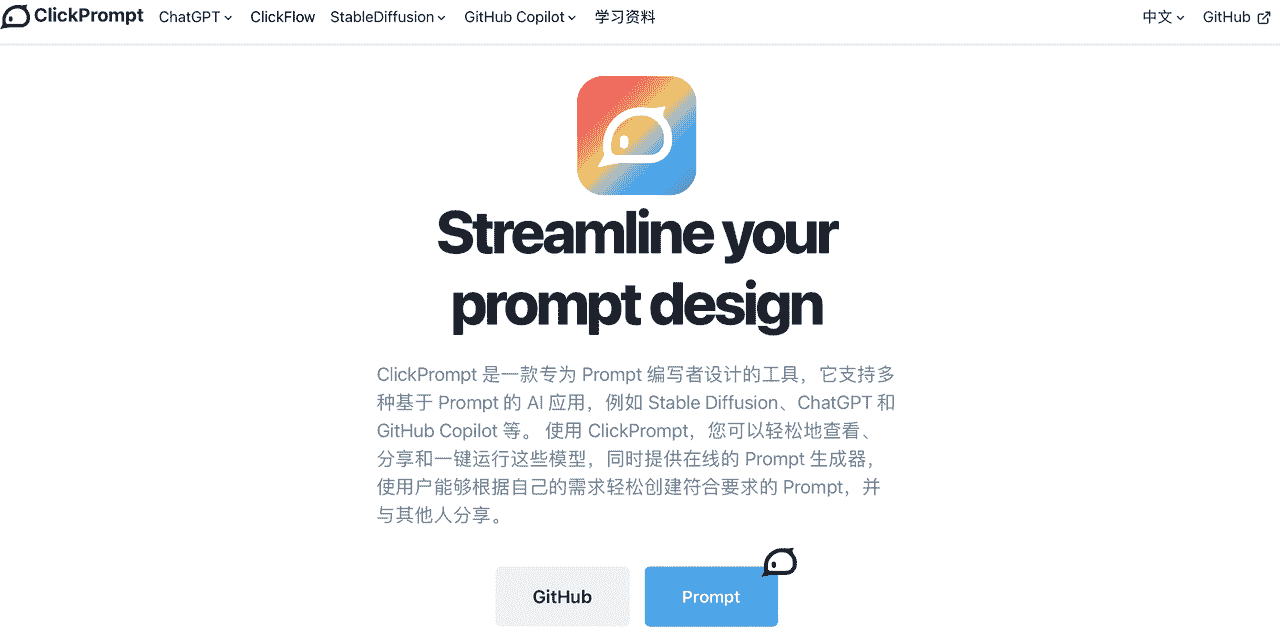 ClickPrompt ChatGPT ClickFlow StableDiffusion GitHub Copilot 学习资料 中文 GitHub
Streamline your
prompt design
ClickPrompt 是一款专为 Prompt 编写者设计的工具，它支持多
种基于 Prompt 的 AI 应用，例如 Stable Diffusion、ChatGPT 和
GitHub Copilot 等。 使用 ClickPrompt，您可以轻松地查看、
分享和一键运行这些模型，同时提供在线的 Prompt 生成器，
使用户能够根据自己的需求轻松创建符合要求的 Prompt，并
与其他人分享。
GitHub Prompt